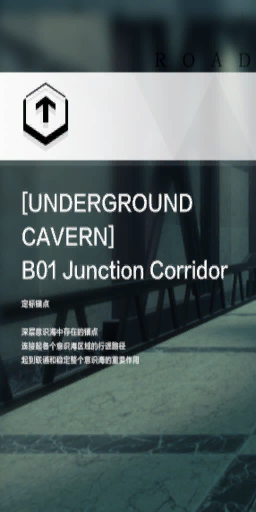 ROAD
[UNDERGROUND
CAVERN]
B01 Junction Corridor
定标锚点
深层意识海中存在的锚点
连接起各个意识海区域的行进路径
起到联通和稳定整个意识海的重要作用